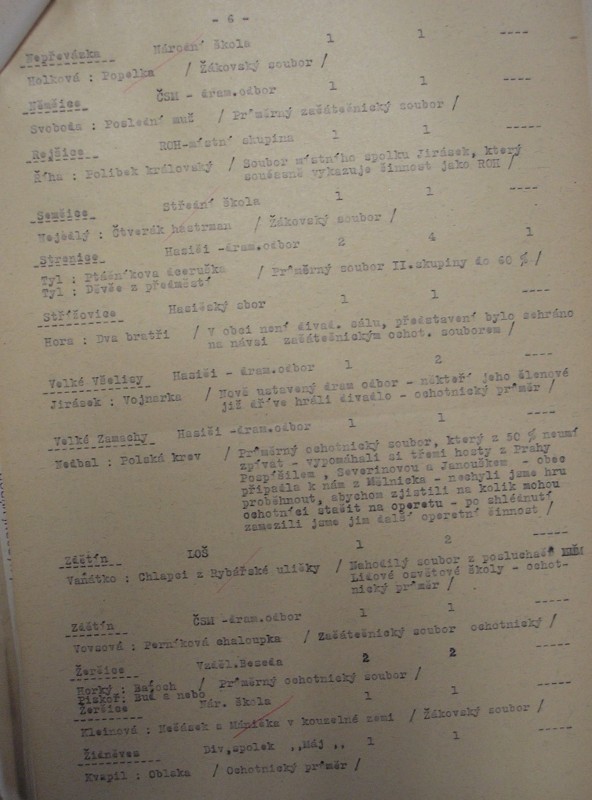 - 6 -
Nepřevázka Národní škola 1 1 ----
Holková : Popelka / Žákovský soubor /
Němčice ČSM - dram.odbor 1 1 ----
Svoboda : Poslední muž / Průměrný začátečnický soubor /
Rejšice ROH-místní skupina 1 1 ----
Říha : Polibek královský / Soubor místního spolku Jirásek, který
současně vykazuje činnost jako ROH /
Semčice Střední škola 1 1 ----
Nejedlý : Čtverák hastrman / Žákovský soubor /
Strenice Hasiči -dram.odbor 2 4 1
Tyl : Ptáčníkova dceruška / Průměrný soubor II.skupiny do 60 % /
Tyl : Děvče z předměstí
Střížovice Hasičský sbor 1 1 ----
Hora : Dva bratři / V obci není divad. sálu, představení bylo sehráno
na návsi začátečnickým ochot. souborem /
Velké Všelisy Hasiči - dram.odbor 1 2 ----
Jirásek : Vojnarka / Nově ustavený dram odbor - někteří jeho členové
již dříve hráli divadlo - ochotnický průměr /
Velké Zamachy Hasiči -dram.odbor 1 1 ----
Nedbal : Polská krev / Průměrný ochotnický soubor, který z 50 % neumí
zpívat - vypomáhali si třemi hosty z Prahy
Pospíšilem , Severinovou a Janouškem - obec
připadla k nám z Mělnicka - nechyli jsme hru
proběhnout, abychom zjistili na kolik mohou
ochotníci stačit na operetu - po shlédnutí
zamezili jsme jim další operetní činnost /
Zdětín LOŠ 1 2 -----
Vaňátko : Chlapci z Rybářské uličky / Nahodilý soubor z posluchačů
Lidové osvětové školy - ochot-
nický průměr /
Zdětín ČSM -dram.odbor 1 1 -----
Vovsová : Perníková chaloupka / Začátečnický soubor ochotnický /
Žerčice Vzděl.Beseda 2 2 -----
Horký : Baťoch / Průměrný ochotnický soubor /
Piskoř: Buď a nebo
Žerčice Nár. škola 1 1 -----
Kleinová : Nešásek a Mánička v kouzelné zemi / Žákovský soubor /
Židněves Div,spolek ,,Máj ,, 1 1 -----
Kvapil : Oblaka / Ochotnický průměr /